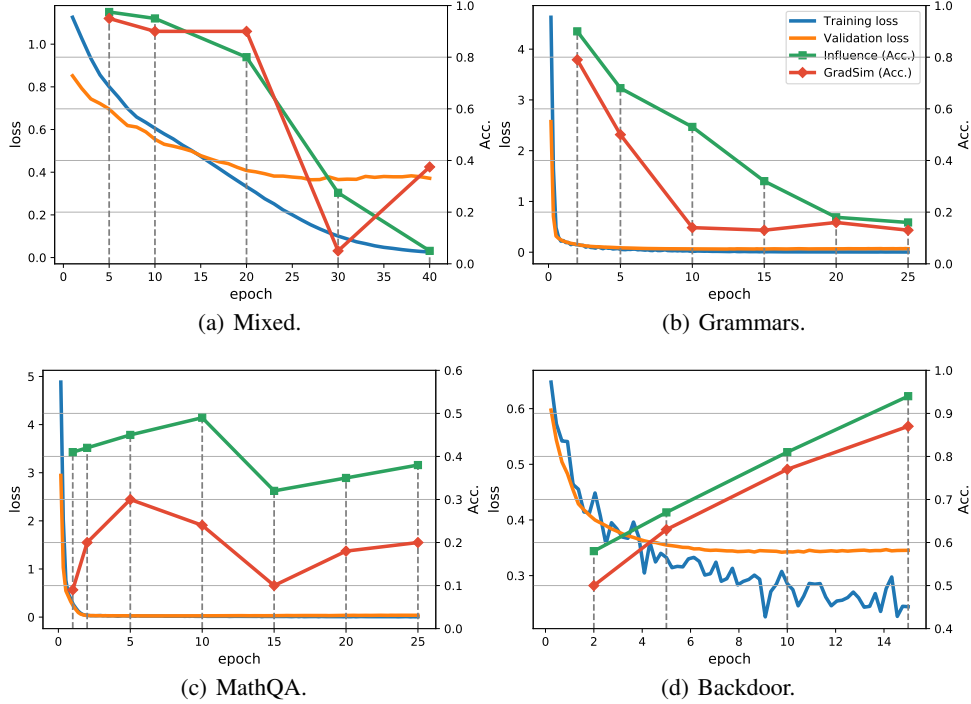 1.0
0.8
0.6
0.4
0.2
0.0
loss
1.0
0.8
0.6
0.4
0.2
0.0
Acc.
0 5 10 15 20 25 30 35 40
epoch
(a) Mixed.
4
3
2
1
0
loss
Training loss
Validation loss
Influence (Acc.)
GradSim (Acc.)
1.0
0.8
0.6
0.4
0.2
0.0
Acc.
0 5 10 15 20 25
epoch
(b) Grammars.
5
4
3
2
1
0
loss
0.6
0.5
0.4
0.3
0.2
0.1
0.0
Acc.
0 5 10 15 20 25
epoch
(c) MathQA.
0.6
0.5
0.4
0.3
loss
1.0
0.9
0.8
0.7
0.6
0.5
0.4
Acc.
0 2 4 6 8 10 12 14
epoch
(d) Backdoor.